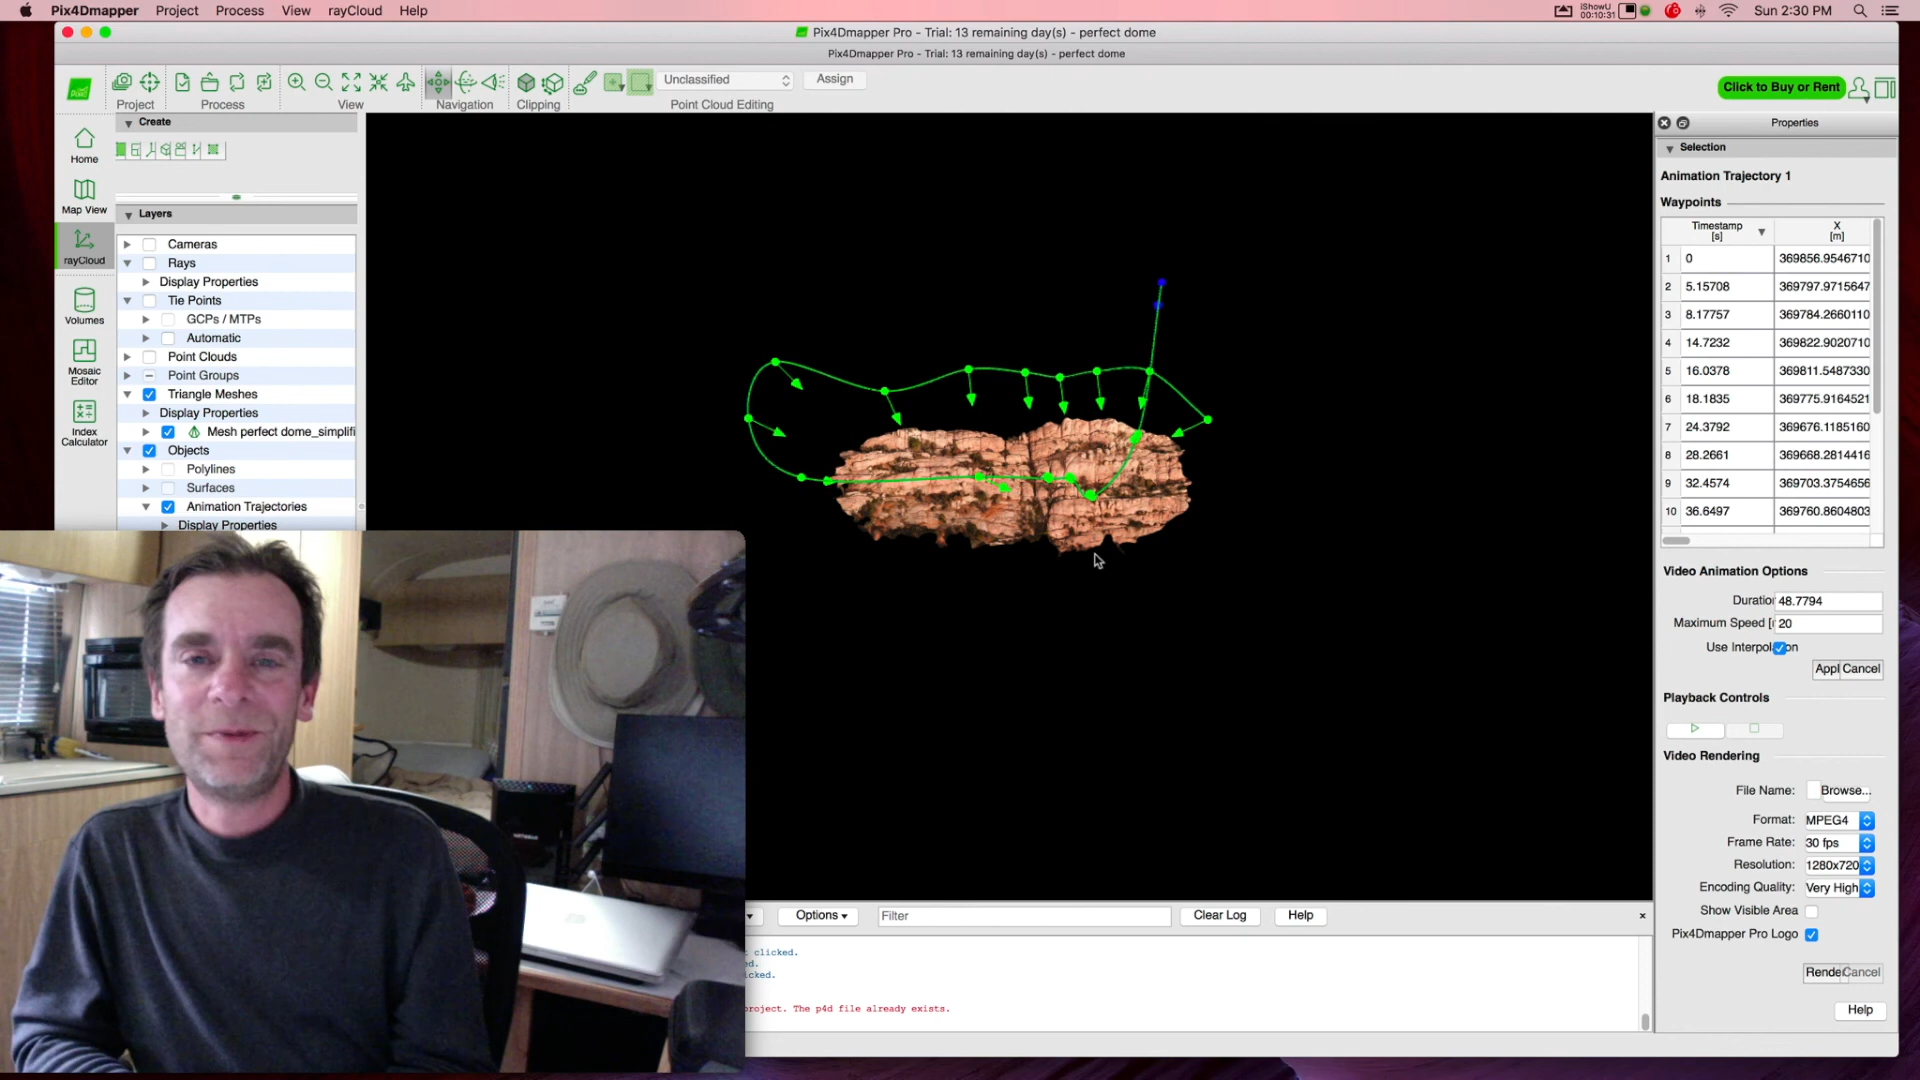 Pix4Dmapper Project Process View rayCloud Help
iShowU
00:10:31
Sun 2:30 PM
Pix4Dmapper Pro - Trial: 13 remaining day(s) - perfect dome
Pix4Dmapper Pro - Trial: 13 remaining day(s) - perfect dome
Unclassified
Assign
Click to Buy or Rent
Project Process View Navigation Clipping Point Cloud Editing
Home
Map View
rayCloud
Volumes
Mosaic
Editor
Index
Calculator
Create
Layers
Cameras
Rays
Display Properties
Tie Points
GCPs / MTPs
Automatic
Point Clouds
Point Groups
Triangle Meshes
Display Properties
Mesh perfect dome_simplifi
Objects
Polylines
Surfaces
Animation Trajectories
Display Properties
Options
Filter
Clear Log
Help
clicked.
ed.
icked.
roject. The p4d file already exists.
Properties
Selection
Animation Trajectory 1
Waypoints
Timestamp
[s]
X
[m]
1 0 369856.9546710
2 5.15708 369797.9715647
3 8.17757 369784.2660110
4 14.7232 369822.9020710
5 16.0378 369811.5487330
6 18.1835 369775.9164521
7 24.3792 369676.1185160
8 28.2661 369668.2814416
9 32.4574 369703.3754656
10 36.6497 369760.8604803
Video Animation Options
Duratio 48.7794
Maximum Speed [ 20
Use Interpol on
Appl Cancel
Playback Controls
Video Rendering
File Name: Browse...
Format: MPEG4
Frame Rate: 30 fps
Resolution: 1280x720
Encoding Quality: Very High
Show Visible Area
Pix4Dmapper Pro Logo
Rende Cancel
Help